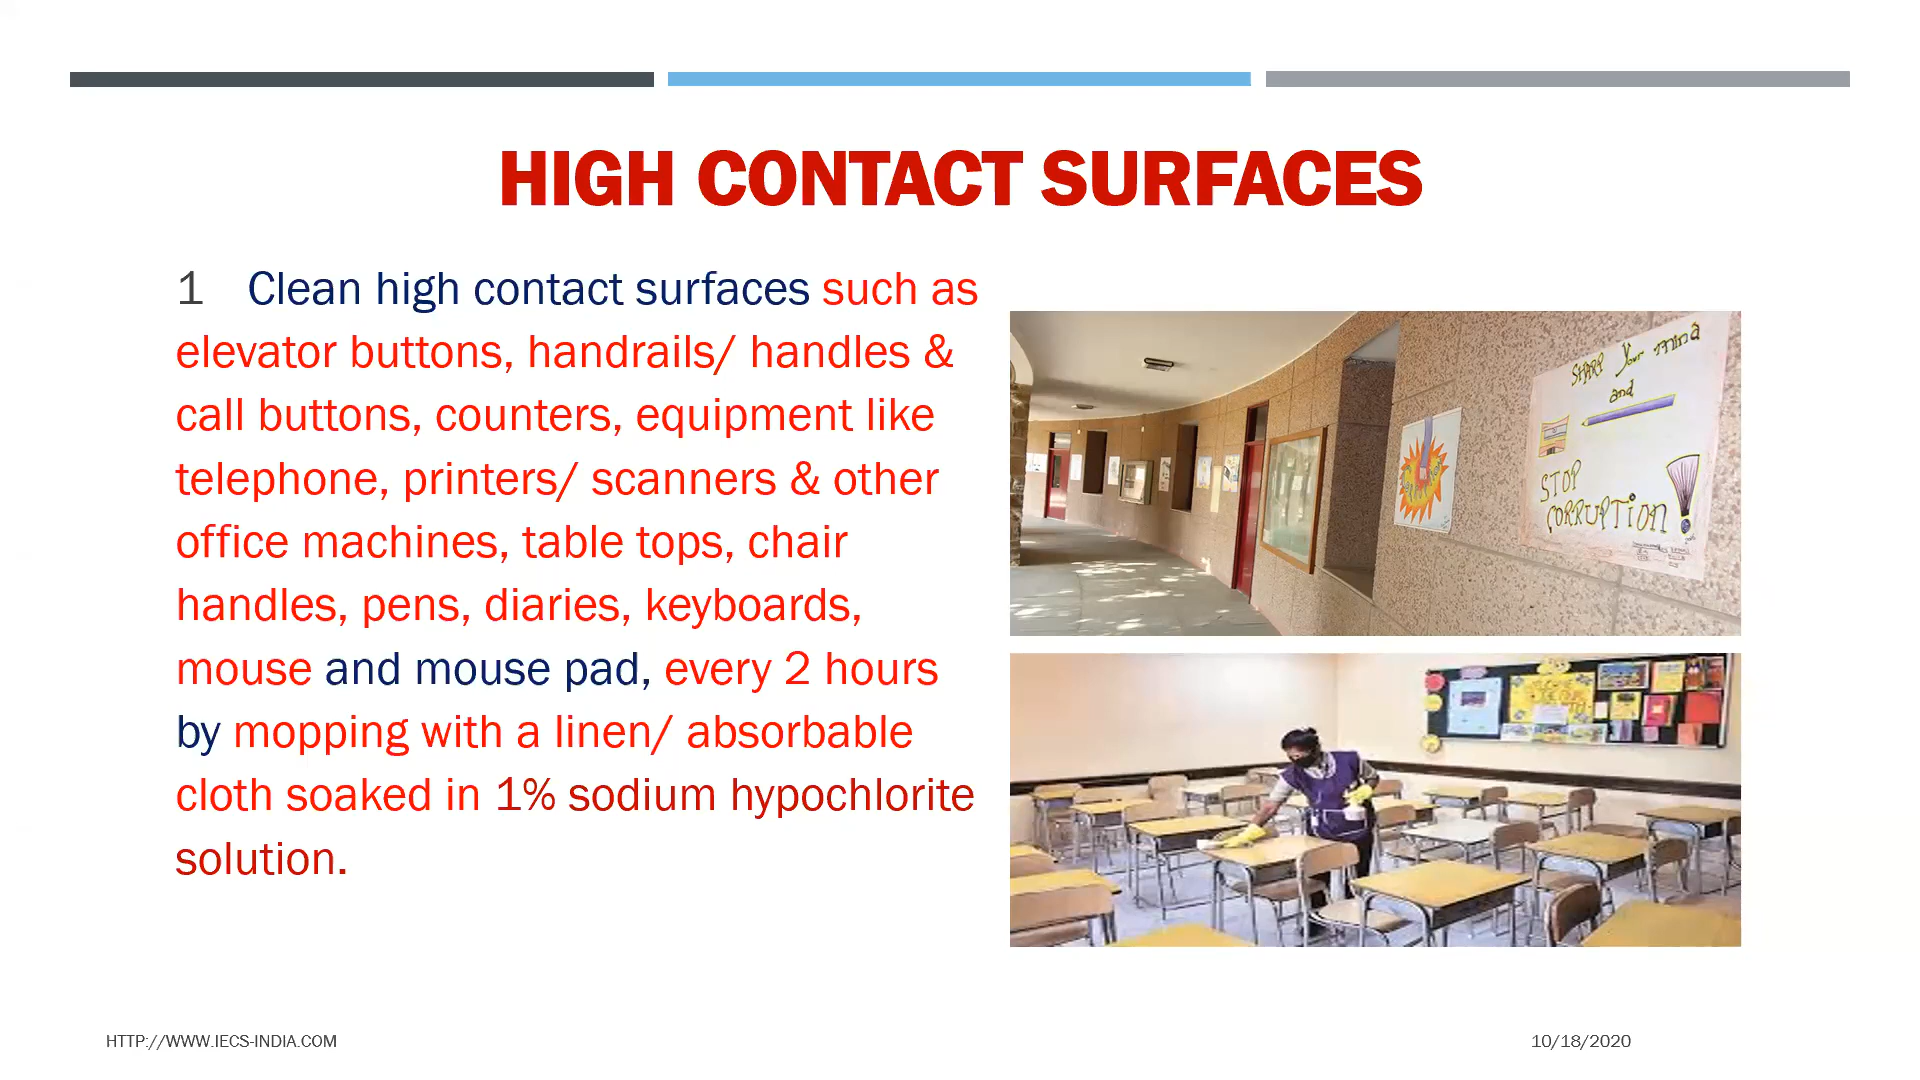 HIGH CONTACT SURFACES
1 Clean high contact surfaces such as
elevator buttons, handrails/ handles &
call buttons, counters, equipment like
telephone, printers/ scanners & other
office machines, table tops, chair
handles, pens, diaries, keyboards,
mouse and mouse pad, every 2 hours
by mopping with a linen/ absorbable
cloth soaked in 1% sodium hypochlorite
solution.
SHARP Your mind
and
STOP
CORRUPTION
HTTP://WWW.IECS-INDIA.COM
10/18/2020